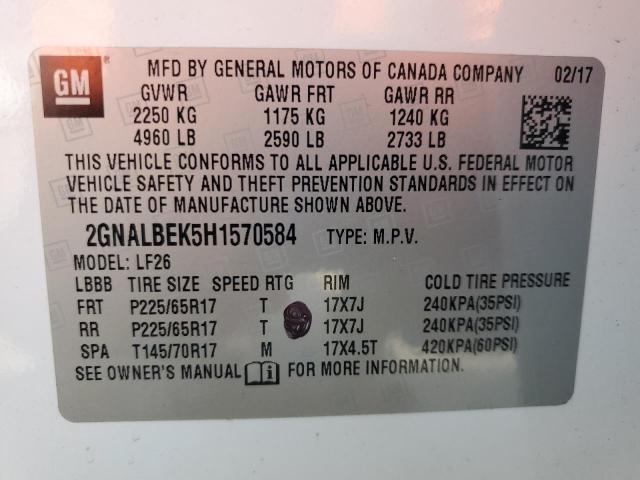 GM
MFD BY GENERAL MOTORS OF CANADA COMPANY 02/17
GVWR GAWR FRT GAWR RR
2250 KG 1175 KG 1240 KG
4960 LB 2590 LB 2733 LB
THIS VEHICLE CONFORMS TO ALL APPLICABLE U.S. FEDERAL MOTOR
VEHICLE SAFETY AND THEFT PREVENTION STANDARDS IN EFFECT ON
THE DATE OF MANUFACTURE SHOWN ABOVE.
2GNALBEK5H1570584 TYPE: M.P.V.
MODEL: LF26
LBBB TIRE SIZE SPEED RTG RIM COLD TIRE PRESSURE
FRT P225/65R17 T 17X7J 240KPA(35PSI)
RR P225/65R17 T 17X7J 240KPA(35PSI)
SPA T145/70R17 M 17X4.5T 420KPA(60PSI)
SEE OWNER'S MANUAL i FOR MORE INFORMATION.